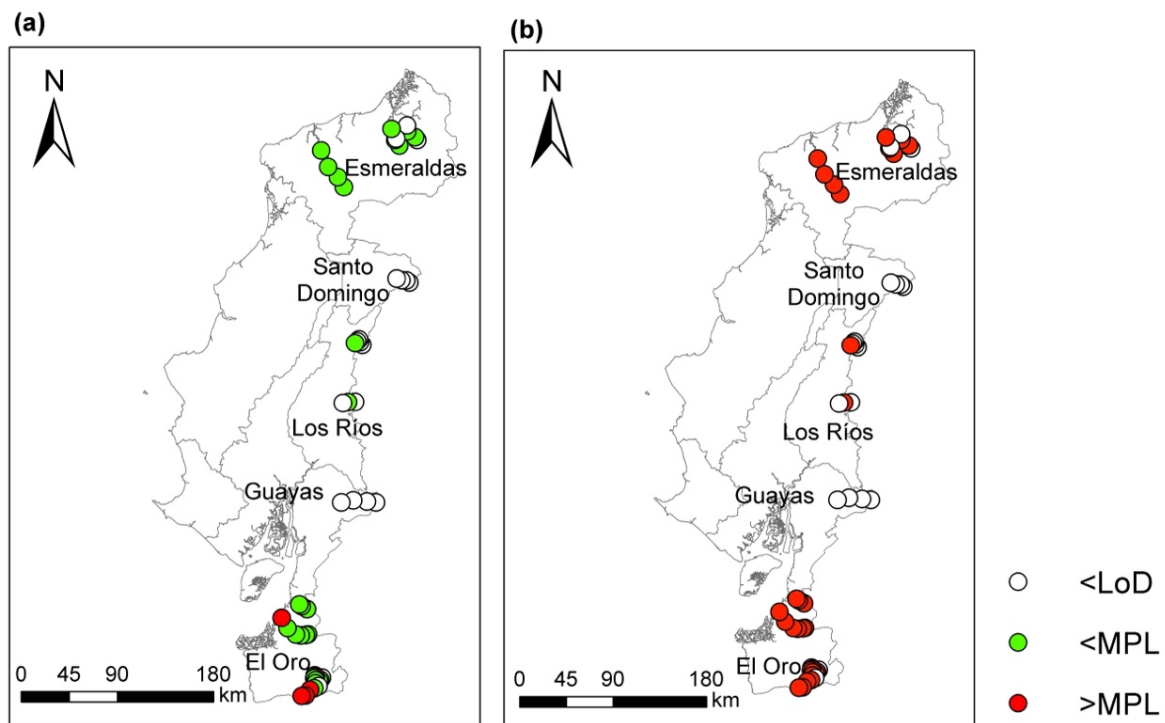 (a)
N
Esmeraldas
Santo
Domingo
Los Ríos
Guayas
El Oro
0 45 90 180
km
(b)
N
Esmeraldas
Santo
Domingo
Los Ríos
Guayas
El Oro
0 45 90 180
km
<LoD
<MPL
>MPL